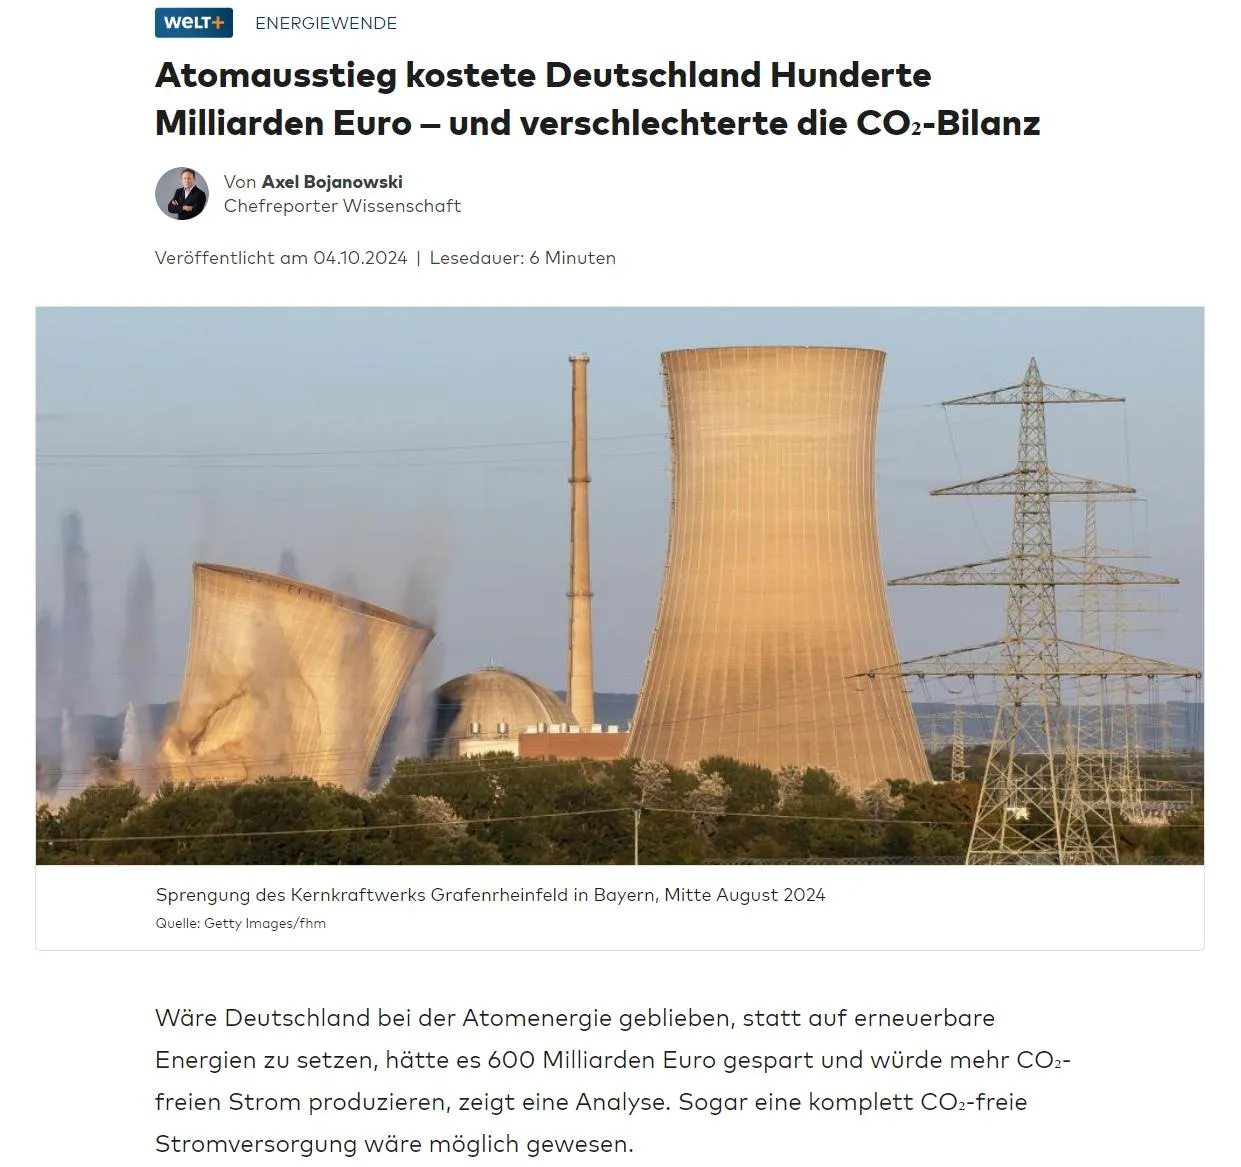 WELT+ ENERGIEWENDE
Atomausstieg kostete Deutschland Hunderte
Milliarden Euro – und verschlechterte die CO₂-Bilanz
Von Axel Bojanowski
Chefreporter Wissenschaft
Veröffentlicht am 04.10.2024 | Lesedauer: 6 Minuten
Sprengung des Kernkraftwerks Grafenrheinfeld in Bayern, Mitte August 2024
Quelle: Getty Images/fhm
Wäre Deutschland bei der Atomenergie geblieben, statt auf erneuerbare
Energien zu setzen, hätte es 600 Milliarden Euro gespart und würde mehr CO₂-
freien Strom produzieren, zeigt eine Analyse. Sogar eine komplett CO₂-freie
Stromversorgung wäre möglich gewesen.